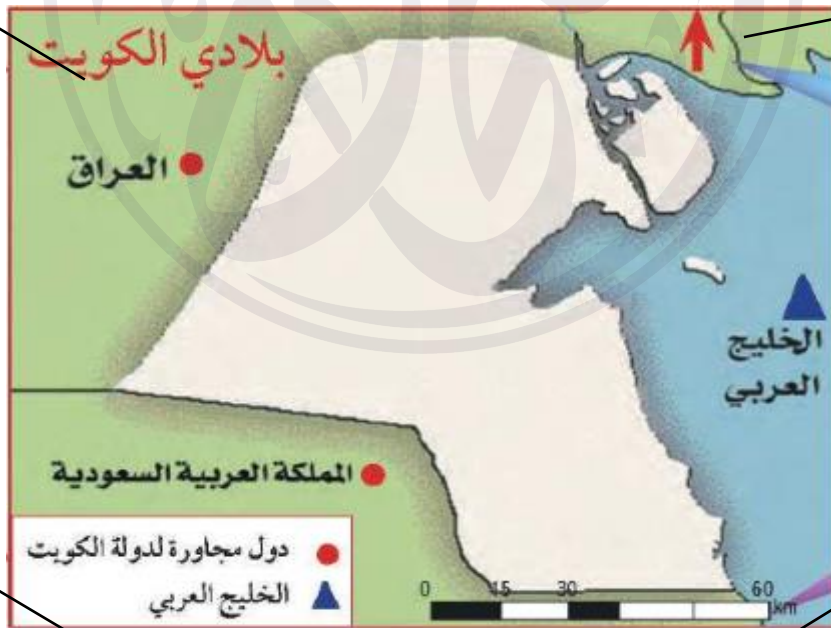 بلادي الكويت
العراق
الخليج
العربي
المملكة العربية السعودية
دول مجاورة لدولة الكويت
الخليج العربي
0 15 30 60
km